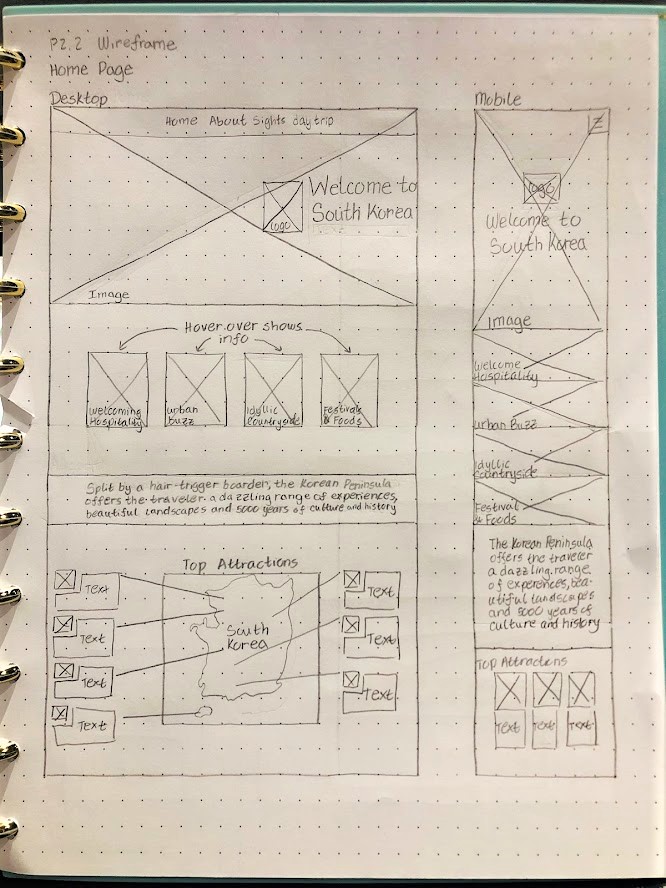 P2.2 Wireframe
Home Page
Desktop
Home About Sights day trip
logo
Welcome to
South Korea
Image
Hover over shows
info
Welcoming
Hospitality
Urban
Buzz
Idyllic
Countryside
Festivals
& Foods
Split by a hair-trigger boarder, the Korean Peninsula
offers the traveler a dazzling range of experiences,
beautiful landscapes and 5000 years of culture and history
Top Attractions
Text
Text
Text
Text
South
Korea
Text
Text
Text
Mobile
logo
Welcome to
South Korea
Image
Welcome
Hospitality
Urban Buzz
Idyllic
Countryside
Festival
& Foods
The Korean Peninsula
offers the traveler
a dazzling range
of experences, bea-
utiful landscapes
and 5000 years of
culture and history
Top Attractions
Text
Text
Text